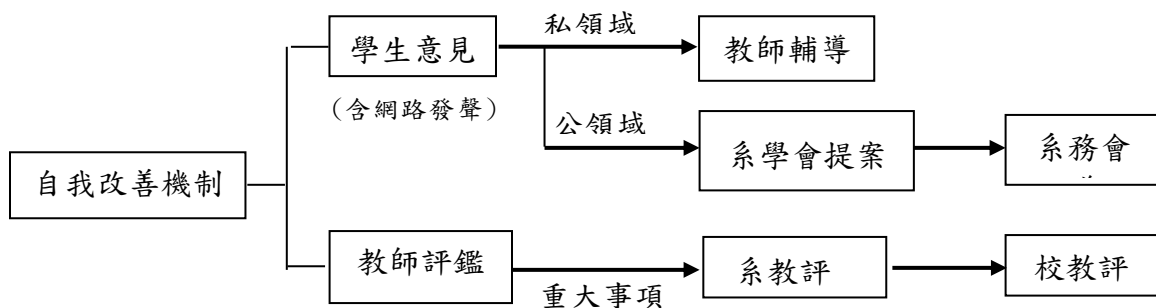 私領域
學生意見
教師輔導
(含網路發聲)
公領域
系學會提案
系務會
自我改善機制
教師評鑑
系教評
校教評
重大事項